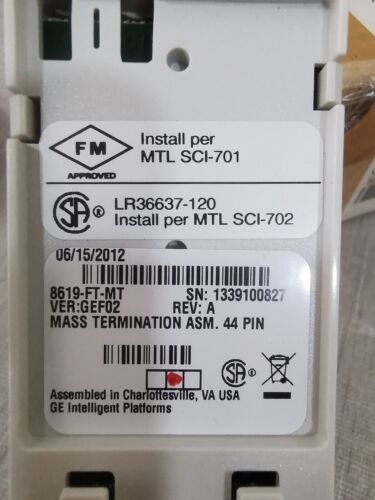 FM
APPROVED
Install per
MTL SCI-701
SA ®
LR36637-120
Install per MTL SCI-702
06/15/2012
8619-FT-MT SN: 1339100827
VER:GEF02 REV: A
MASS TERMINATION ASM. 44 PIN
SA ®
Assembled in Charlottesville, VA USA
GE Intelligent Platforms